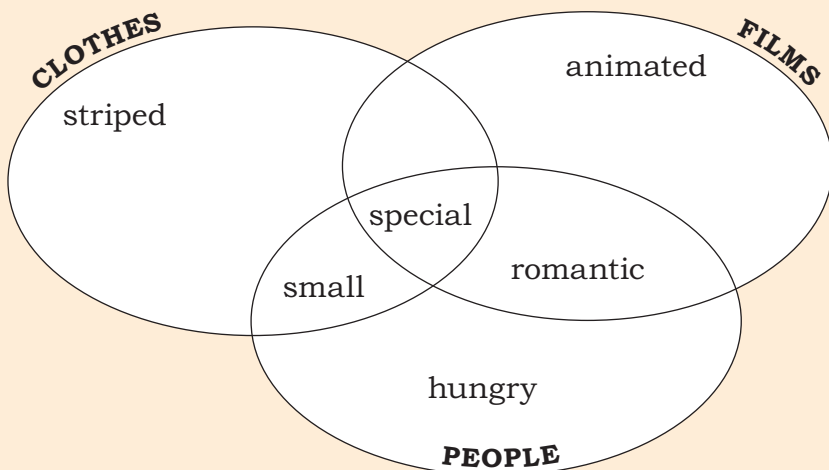 CLOTHES
FILMS
animated
striped
special
romantic
small
hungry
PEOPLE